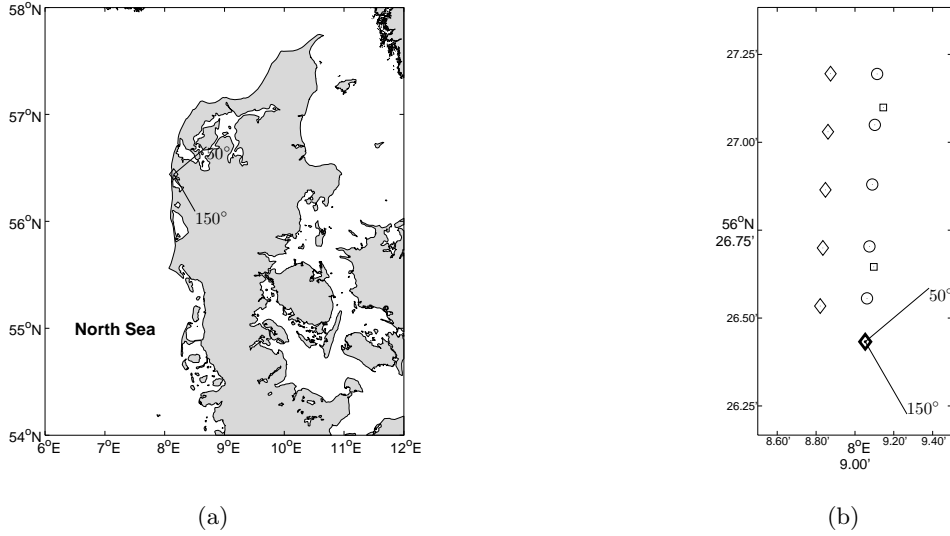 58°N
57°N
56°N
55°N
54°N
6°E 7°E 8°E 9°E 10°E 11°E 12°E
50°
150°
North Sea
(a)
27.25'
27.00'
56°N
26.75'
26.50'
26.25'
8.60' 8.80' 8°E 9.20' 9.40'
9.00'
50°
150°
(b)